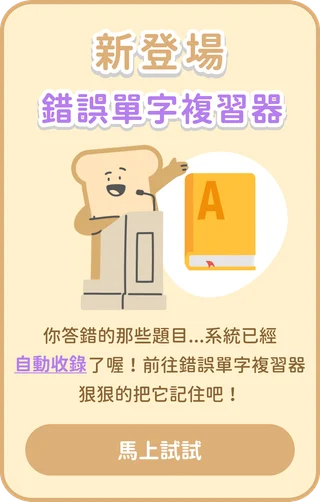 新登場
錯誤單字複習器
A
你答錯的那些題目...系統已經
自動收錄了喔！前往錯誤單字複習器
狠狠的把它記住吧！
馬上試試